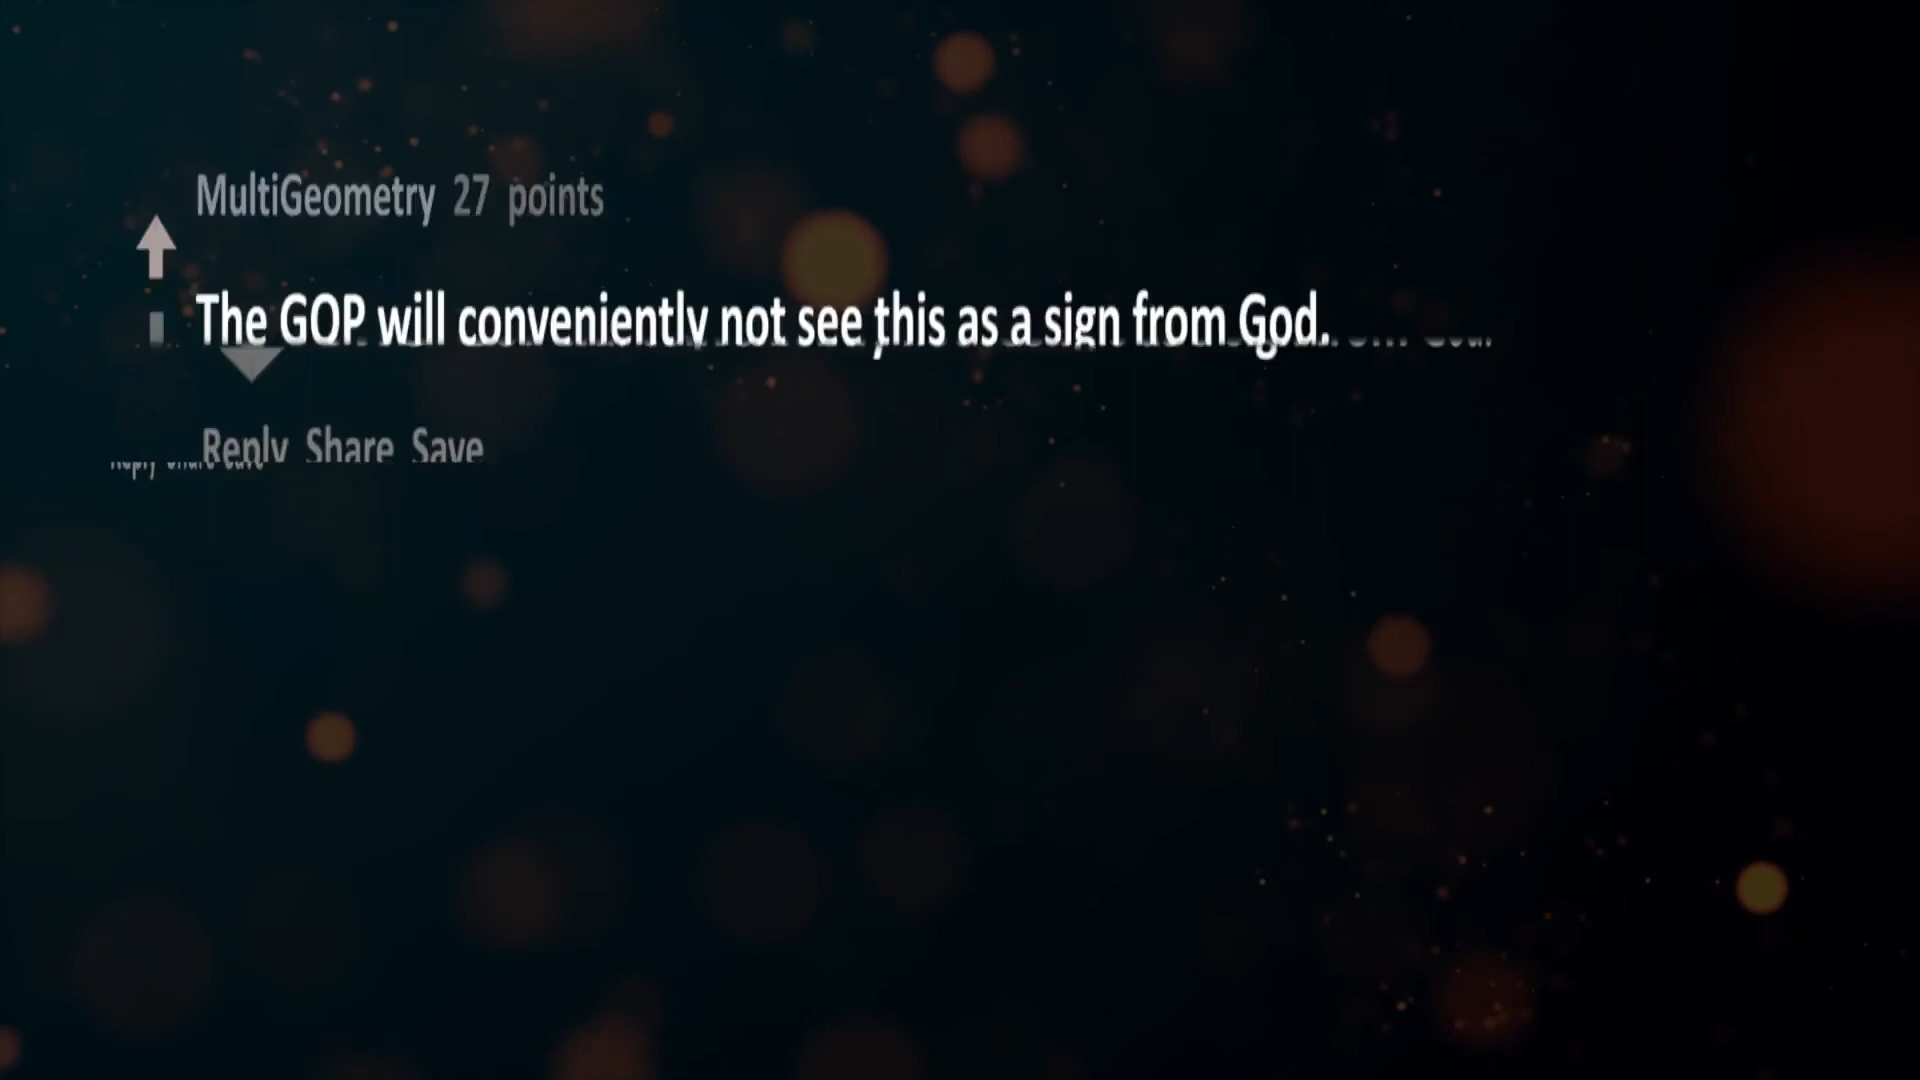 MultiGeometry 27 points
The GOP will conveniently not see this as a sign from God.
Reply Share Save